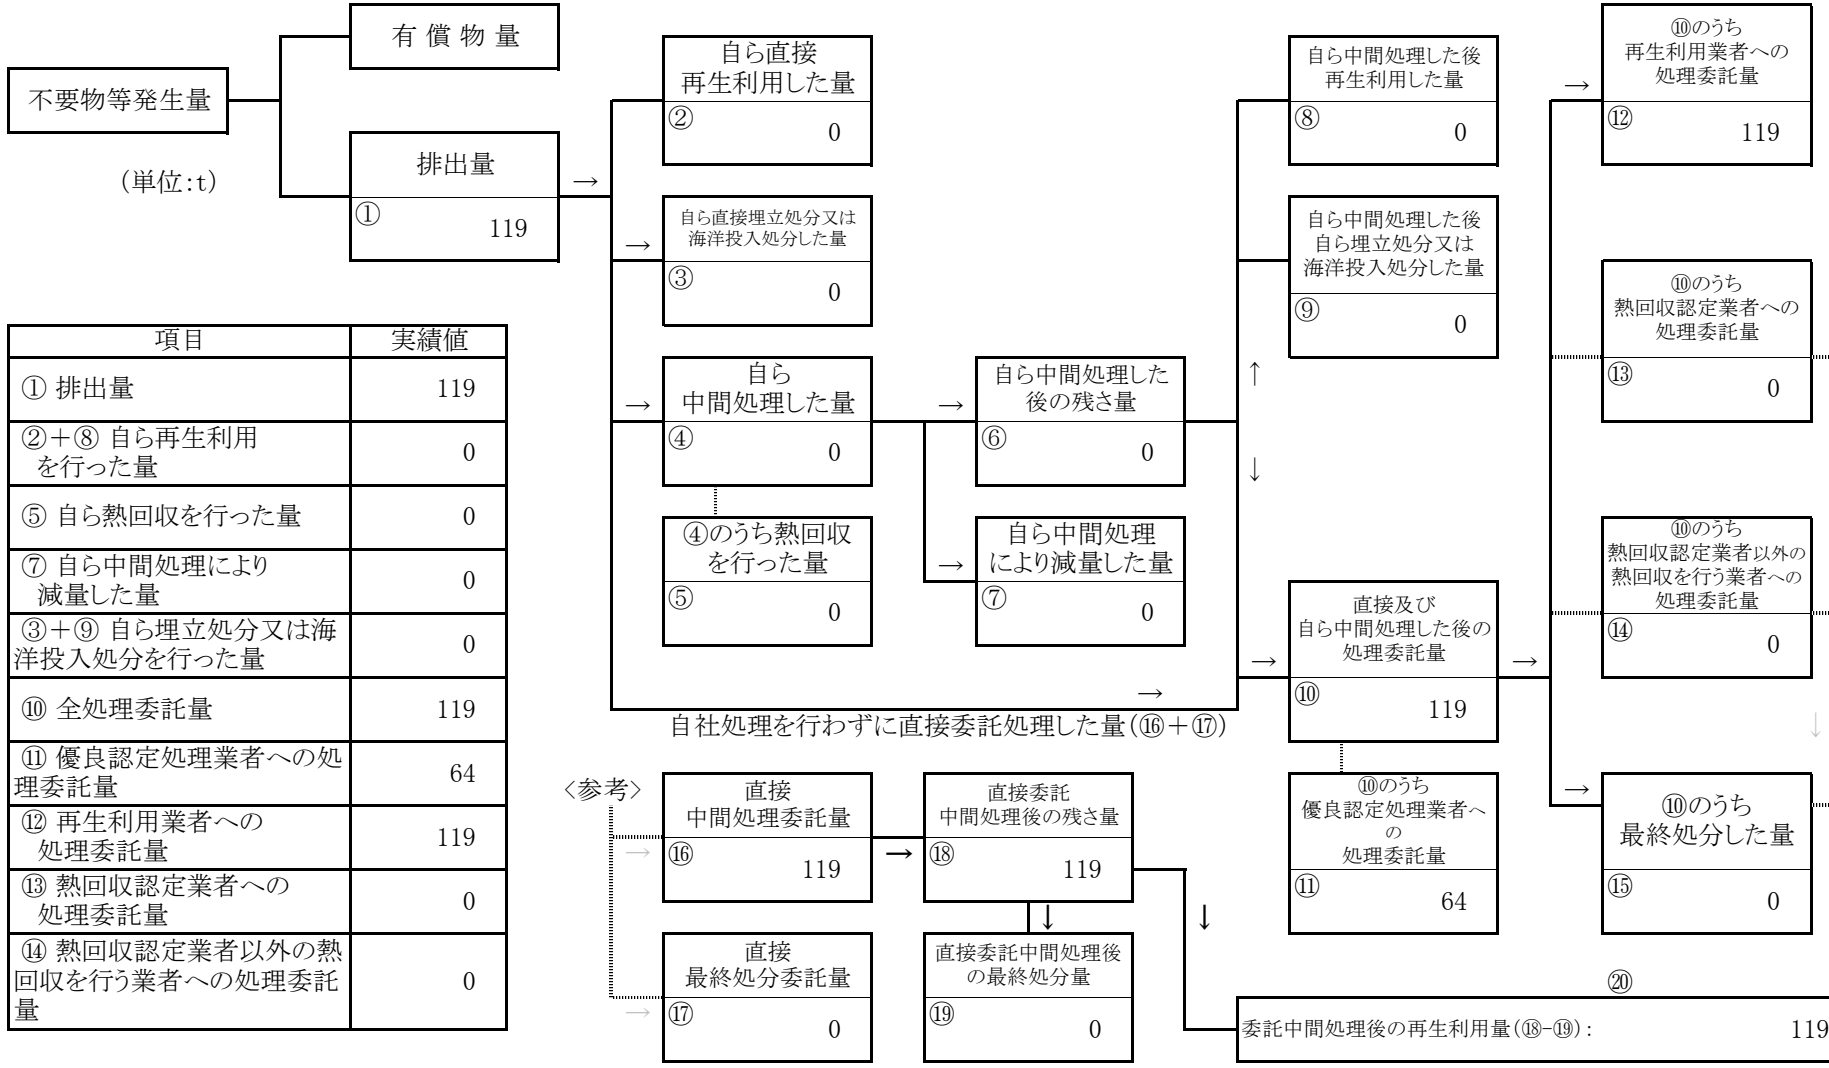 有 償 物 量
不要物等発生量
(単位:t)
排出量
①
119
→
自ら直接
再生利用した量
②
0
→
自ら直接埋立処分又は
海洋投入処分した量
③
0
→
自ら
中間処理した量
④
0
④のうち熱回収
を行った量
⑤
0
→
自ら中間処理した
後の残さ量
⑥
0
→
自ら中間処理
により減量した量
⑦
0
自ら中間処理した後
再生利用した量
⑧
0
自ら中間処理した後
自ら埋立処分又は
海洋投入処分した量
⑨
0
↑
↓
→
自社処理を行わずに直接委託処理した量(⑯+⑰)
→
直接及び
自ら中間処理した後の
処理委託量
⑩
119
⑩のうち
優良認定処理業者へ
の
処理委託量
⑪
64
→
→
⑩のうち
再生利用業者への
処理委託量
⑫
119
⑩のうち
熱回収認定業者への
処理委託量
⑬
0
⑩のうち
熱回収認定業者以外の
熱回収を行う業者への
処理委託量
⑭
0
↓
→
⑩のうち
最終処分した量
⑮
0
項目 実績値
① 排出量 119
②+⑧ 自ら再生利用
を行った量 0
⑤ 自ら熱回収を行った量 0
⑦ 自ら中間処理により
減量した量 0
③+⑨ 自ら埋立処分又は海
洋投入処分を行った量 0
⑩ 全処理委託量 119
⑪ 優良認定処理業者への処
理委託量 64
⑫ 再生利用業者への
処理委託量 119
⑬ 熱回収認定業者への
処理委託量 0
⑭ 熱回収認定業者以外の熱
回収を行う業者への処理委託
量 0
<参考>
→
直接
中間処理委託量
⑯
119
→
直接委託
中間処理後の残さ量
⑱
119
↓
↓
→
直接
最終処分委託量
⑰
0
直接委託中間処理後
の最終処分量
⑲
0
⑳
委託中間処理後の再生利用量(⑱-⑲): 119